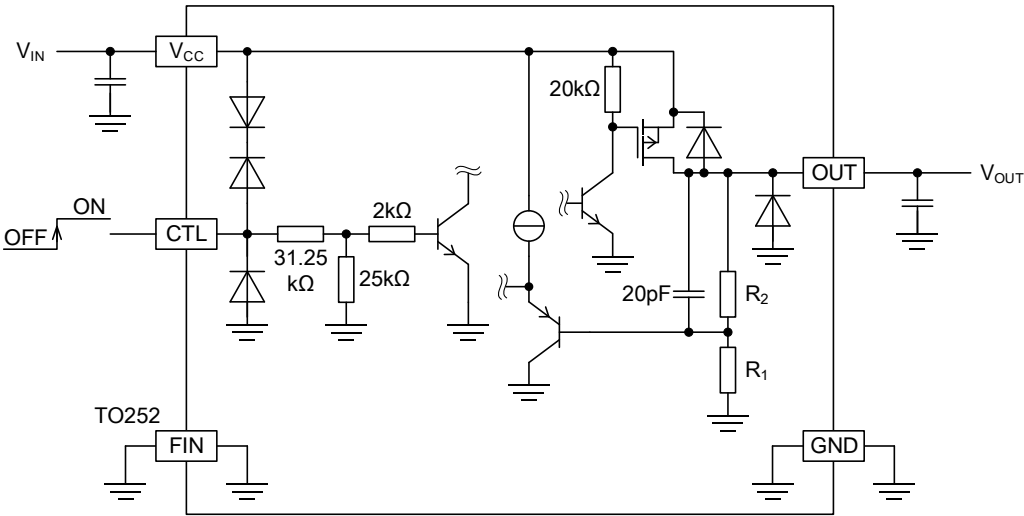 V_IN
V_CC
20kΩ
OUT
V_OUT
ON
OFF
CTL
2kΩ
31.25
kΩ
25kΩ
20pF
R_2
R_1
TO252
FIN
GND